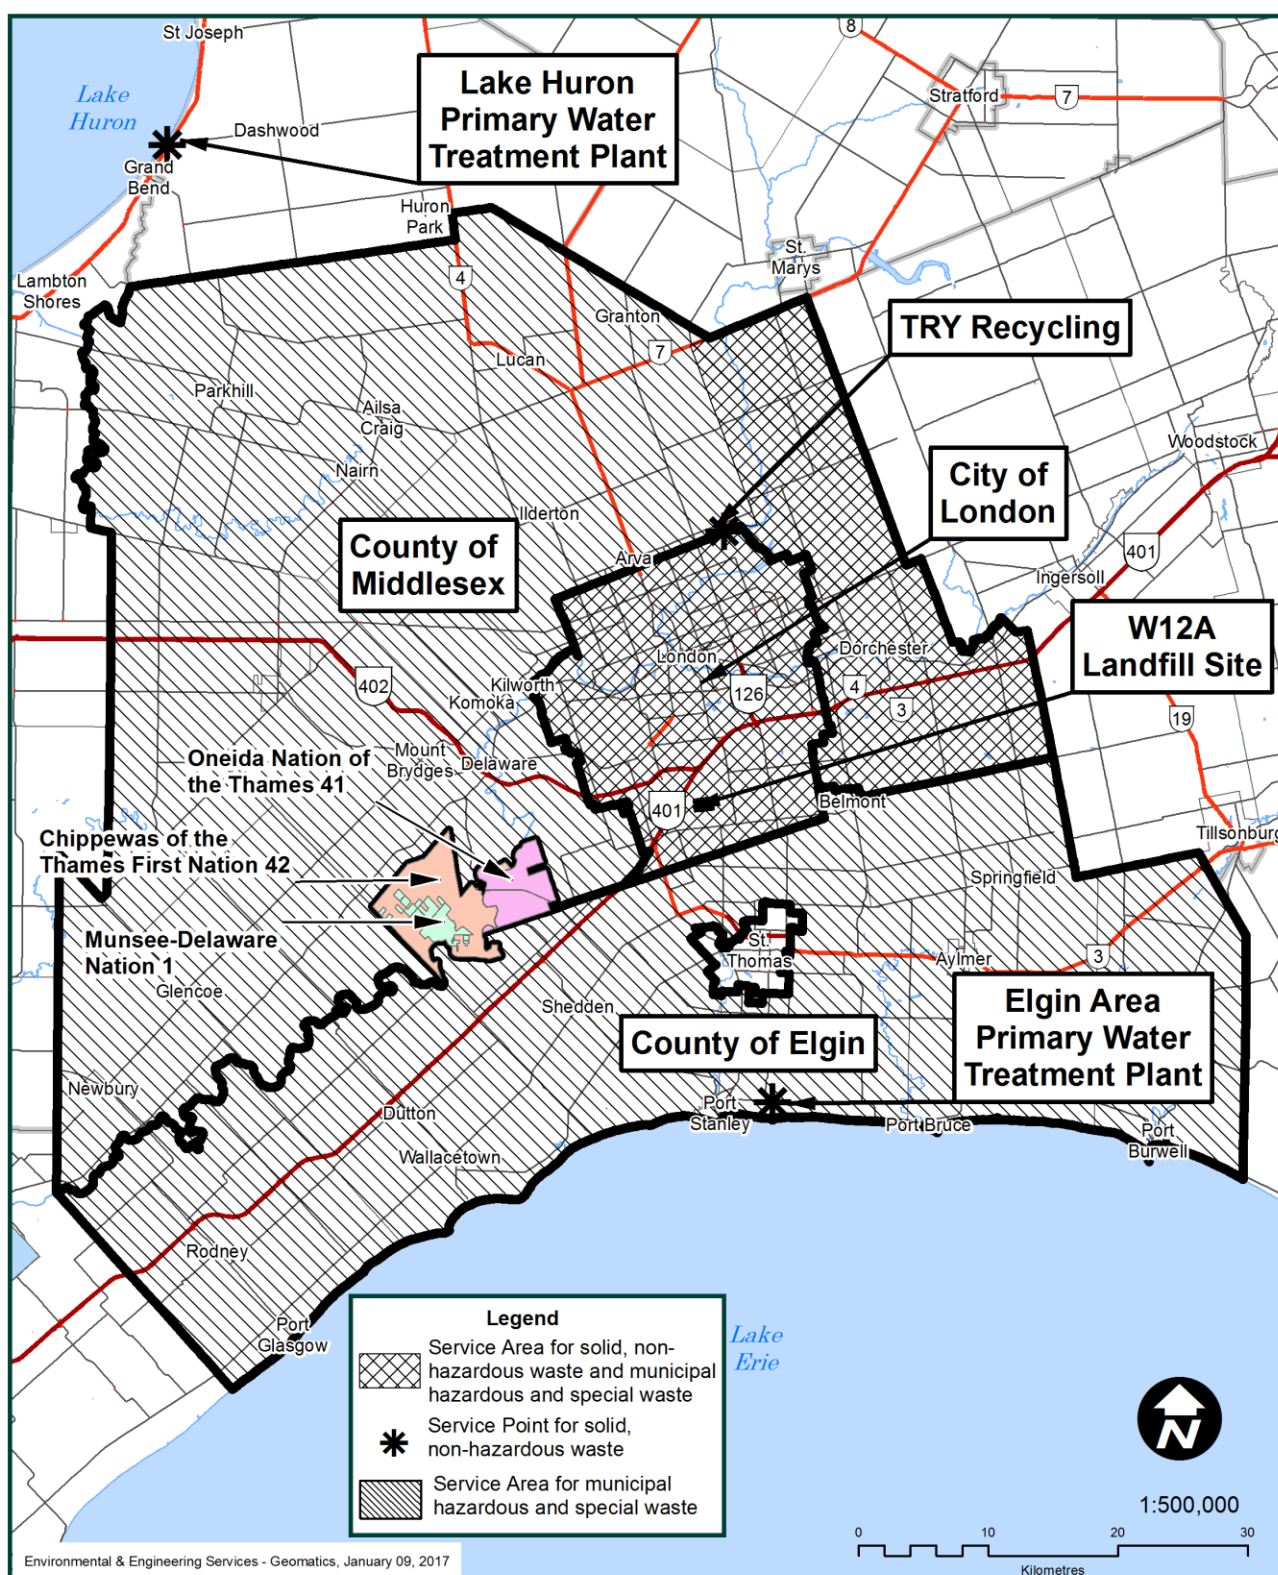 St Joseph
8
Lake
Huron
Lake Huron
Primary Water
Treatment Plant
Stratford
7
Dashwood
Grand
Bend
Huron
Park
St.
Marys
Lambton
Shores
4
Granton
TRY Recycling
Lucan
7
Parkhill
Ailsa
Craig
Woodstock
Nairn
City of
London
Ilderton
County of
Middlesex
Arva
401
Ingersoll
W12A
Landfill Site
London
Dorchester
402
Kilworth
Komoka
126
4
3
19
Mount
Brydges
Delaware
Oneida Nation of
the Thames 41
401
Belmont
Chippewas of the
Thames First Nation 42
Tillsonburg
Springfield
Munsee-Delaware
Nation 1
St.
Thomas
Aylmer
3
Glencoe
Shedden
Elgin Area
Primary Water
Treatment Plant
County of Elgin
Newbury
Dutton
Port
Stanley
Port Bruce
Port
Burwell
Wallacetown
Rodney
Port
Glasgow
Lake
Erie
Legend
Service Area for solid, non-
hazardous waste and municipal
hazardous and special waste
Service Point for solid,
non-hazardous waste
Service Area for municipal
hazardous and special waste
N
1:500,000
0 10 20 30
Kilometres
Environmental & Engineering Services - Geomatics, January 09, 2017